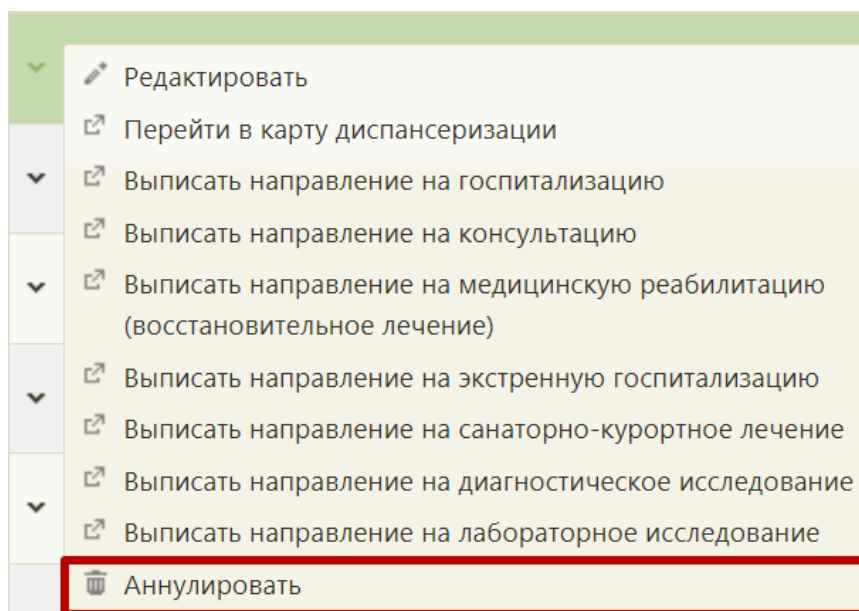 Редактировать
Перейти в карту диспансеризации
Выписать направление на госпитализацию
Выписать направление на консультацию
Выписать направление на медицинскую реабилитацию
(восстановительное лечение)
Выписать направление на экстренную госпитализацию
Выписать направление на санаторно-курортное лечение
Выписать направление на диагностическое исследование
Выписать направление на лабораторное исследование
Аннулировать